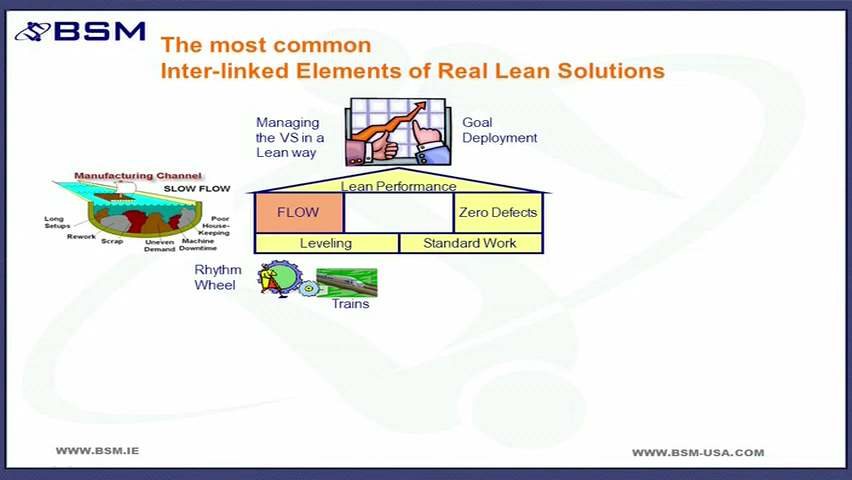 BSM
The most common
Inter-linked Elements of Real Lean Solutions
Managing
the VS in a
Lean way
Goal
Deployment
Manufacturing Channel
SLOW FLOW
Long
Setups
Rework
Scrap
Uneven
Demand
Machine
Downtime
Poor
House-
Keeping
Lean Performance
FLOW
Zero Defects
Leveling
Standard Work
Rhythm
Wheel
Trains
WWW.BSM.IE
WWW.BSM-USA.COM